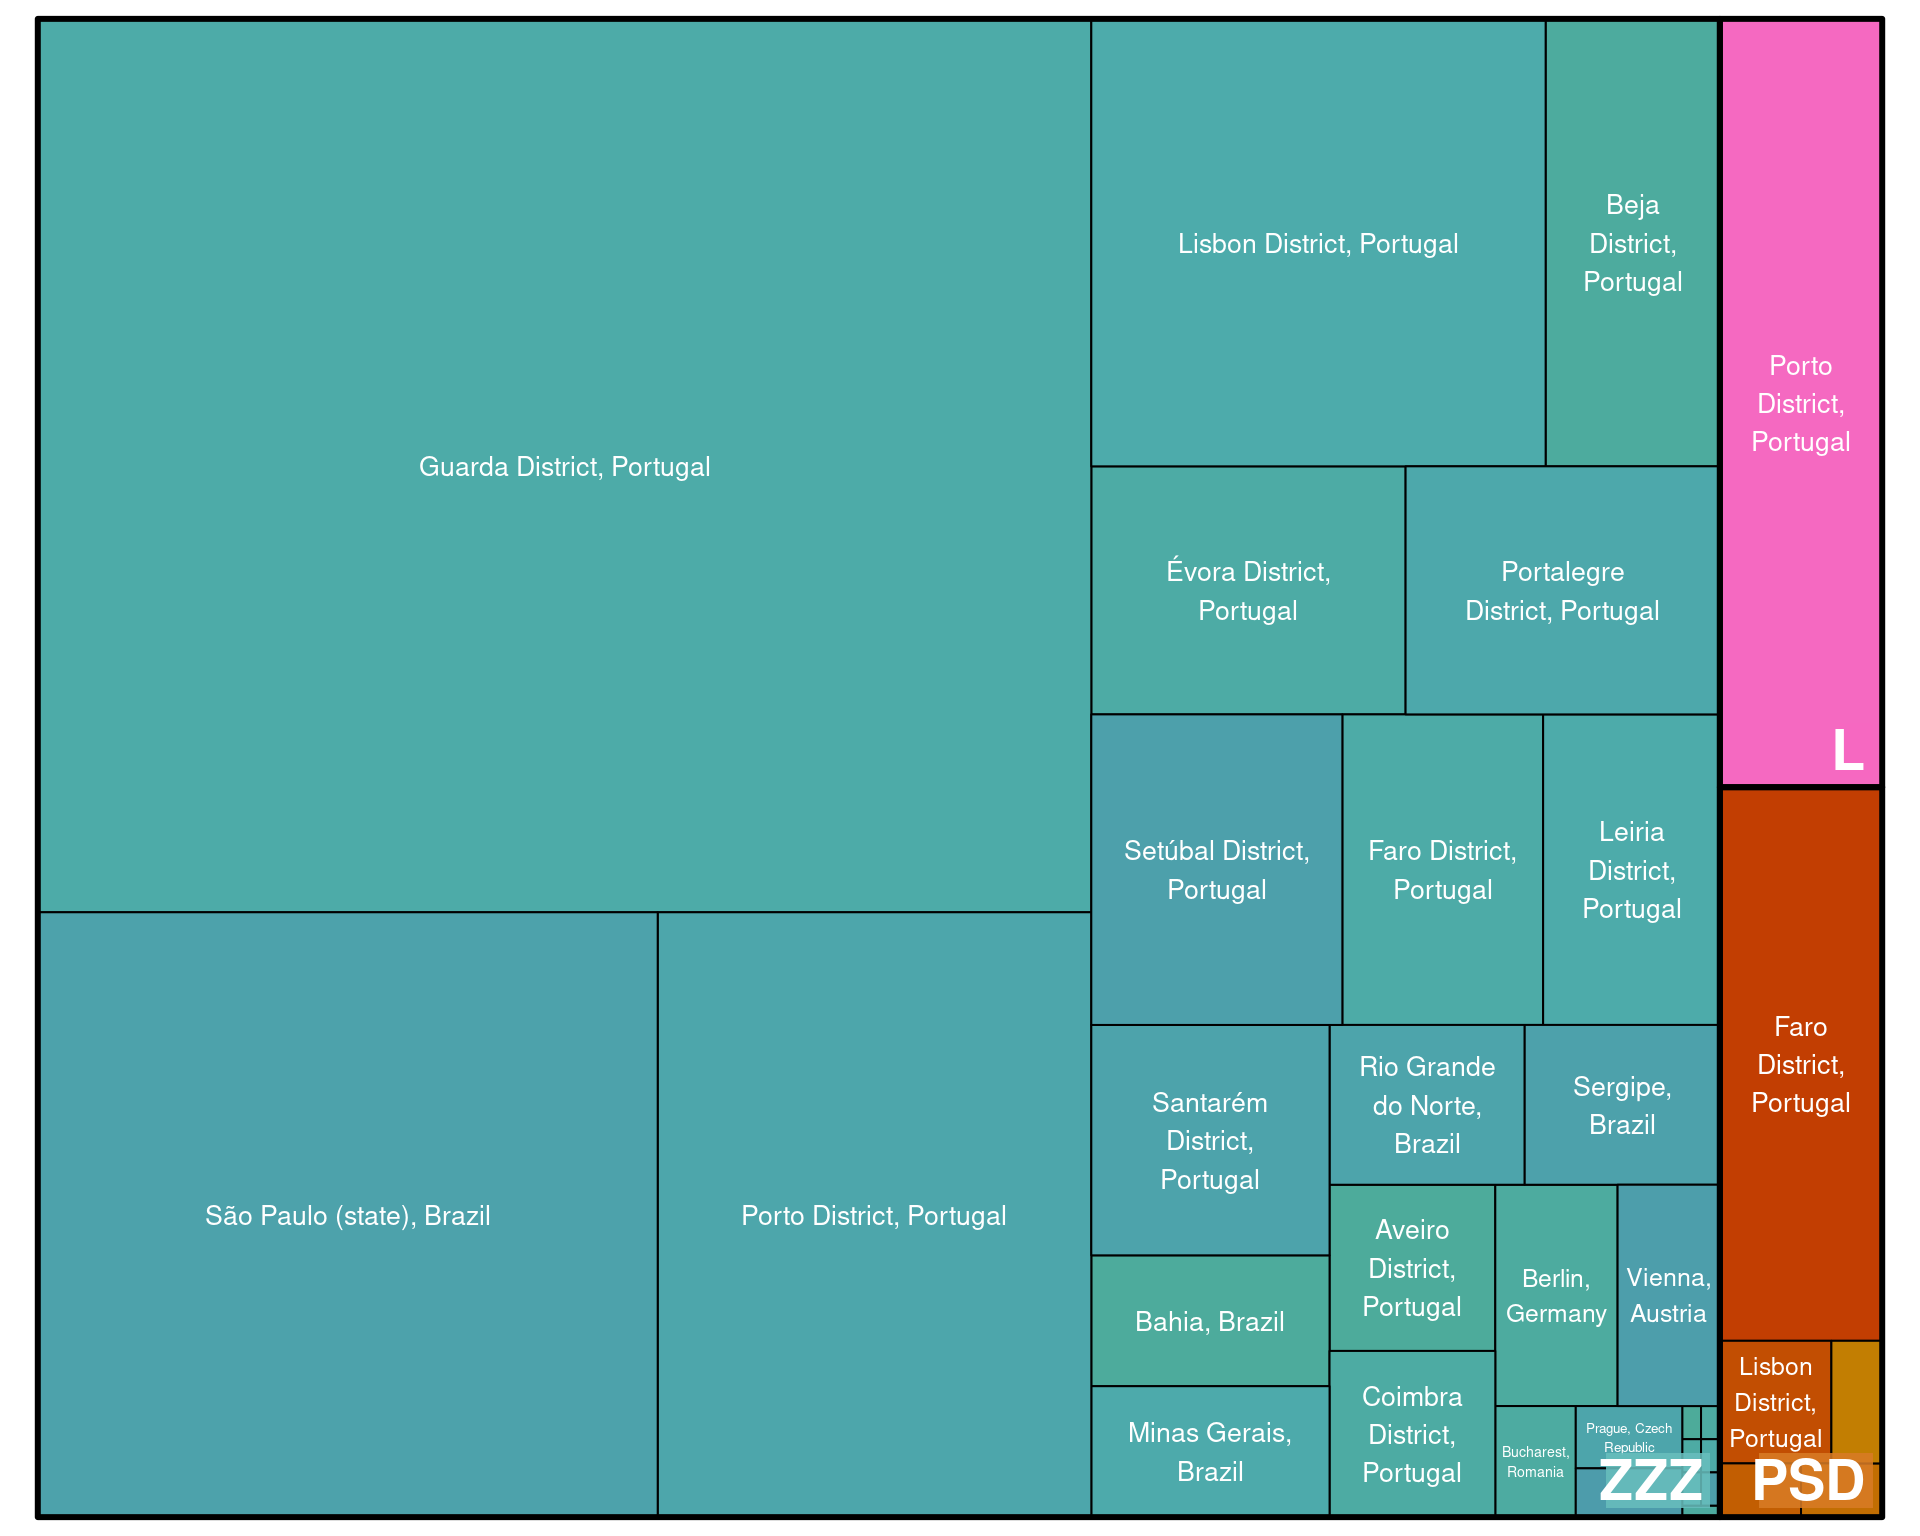 Guarda District, Portugal
Lisbon District, Portugal
Beja
District,
Portugal
Évora District,
Portugal
Portalegre
District, Portugal
Setúbal District,
Portugal
Faro District,
Portugal
Leiria
District,
Portugal
São Paulo (state), Brazil
Porto District, Portugal
Santarém
District,
Portugal
Rio Grande
do Norte,
Brazil
Sergipe,
Brazil
Bahia, Brazil
Minas Gerais,
Brazil
Aveiro
District,
Portugal
Coimbra
District,
Portugal
Berlin,
Germany
Vienna,
Austria
Bucharest,
Romania
Prague, Czech
Republic
ZZZ
Porto
District,
Portugal
L
Faro
District,
Portugal
Lisbon
District,
Portugal
PSD